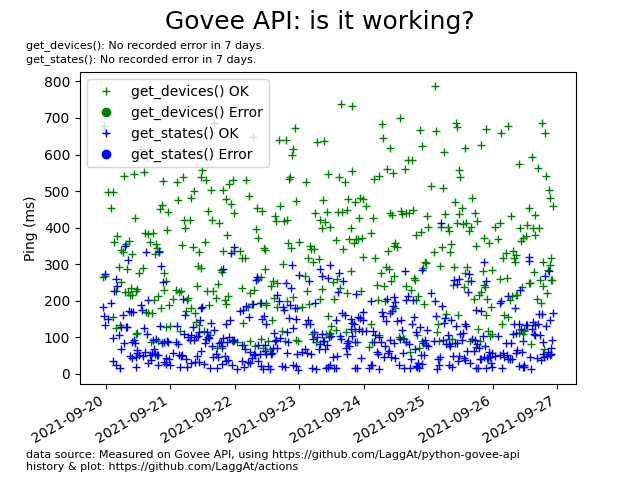 Govee API: is it working?
get_devices(): No recorded error in 7 days.
get_states(): No recorded error in 7 days.
get_devices() OK
get_devices() Error
get_states() OK
get_states() Error
Ping (ms)
800
700
600
500
400
300
200
100
0
2021-09-20
2021-09-21
2021-09-22
2021-09-23
2021-09-24
2021-09-25
2021-09-26
2021-09-27
data source: Measured on Govee API, using https://github.com/LaggAt/python-govee-api
history & plot: https://github.com/LaggAt/actions